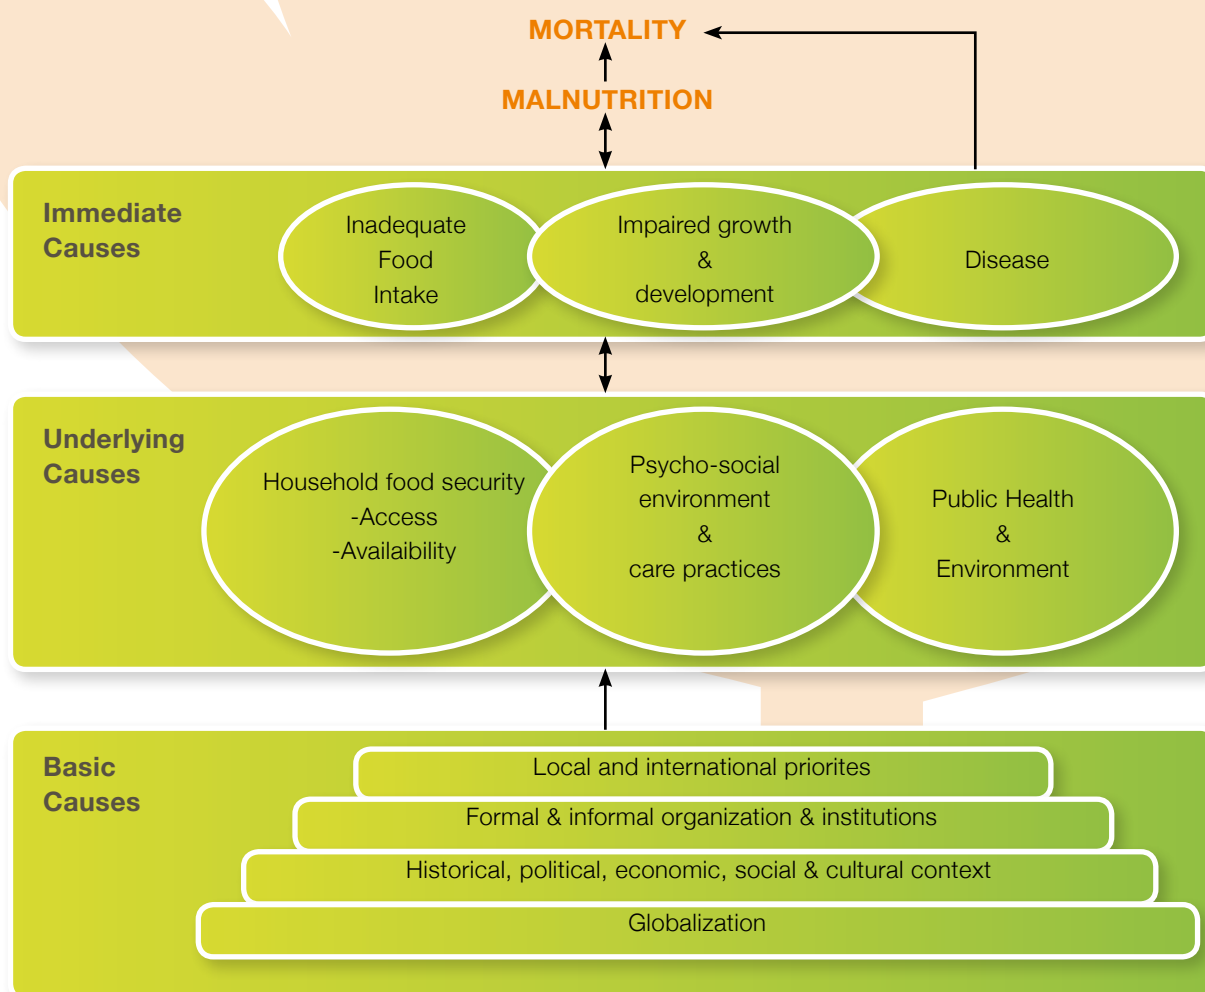 MORTALITY
MALNUTRITION
Immediate
Causes
Inadequate
Food
Intake
Impaired growth
&
development
Disease
Underlying
Causes
Household food security
-Access
-Availaibility
Psycho-social
environment
&
care practices
Public Health
&
Environment
Basic
Causes
Local and international priorites
Formal & informal organization & institutions
Historical, political, economic, social & cultural context
Globalization